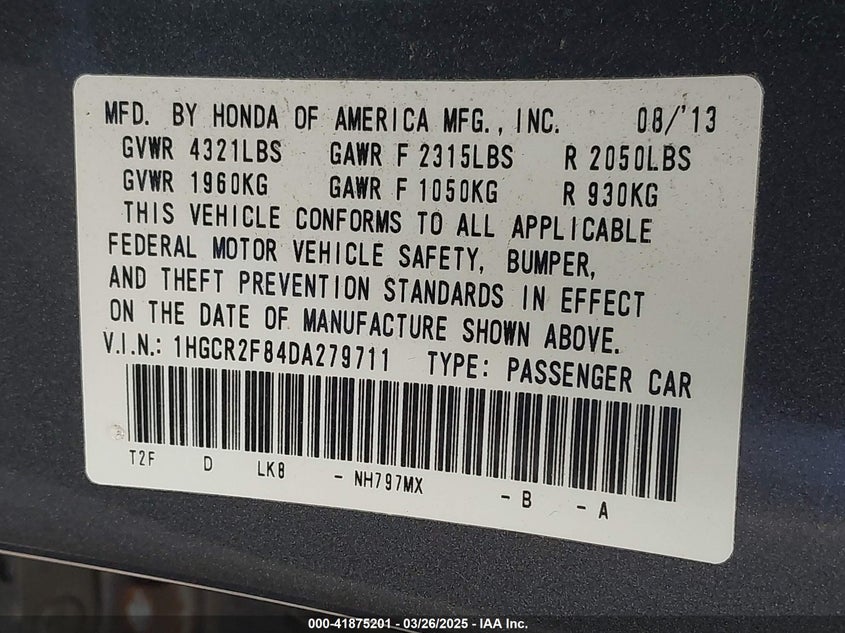 MFD. BY HONDA OF AMERICA MFG., INC. 08/'13
GVWR 4321LBS GAWR F 2315LBS R 2050LBS
GVWR 1960KG GAWR F 1050KG R 930KG
THIS VEHICLE CONFORMS TO ALL APPLICABLE
FEDERAL MOTOR VEHICLE SAFETY, BUMPER,
AND THEFT PREVENTION STANDARDS IN EFFECT
ON THE DATE OF MANUFACTURE SHOWN ABOVE.
V.I.N.: 1HGCR2F84DA279711 TYPE: PASSENGER CAR
T2F D LK8 - NH797MX - B - A
000-41875201 - 03/26/2025 - IAA Inc.